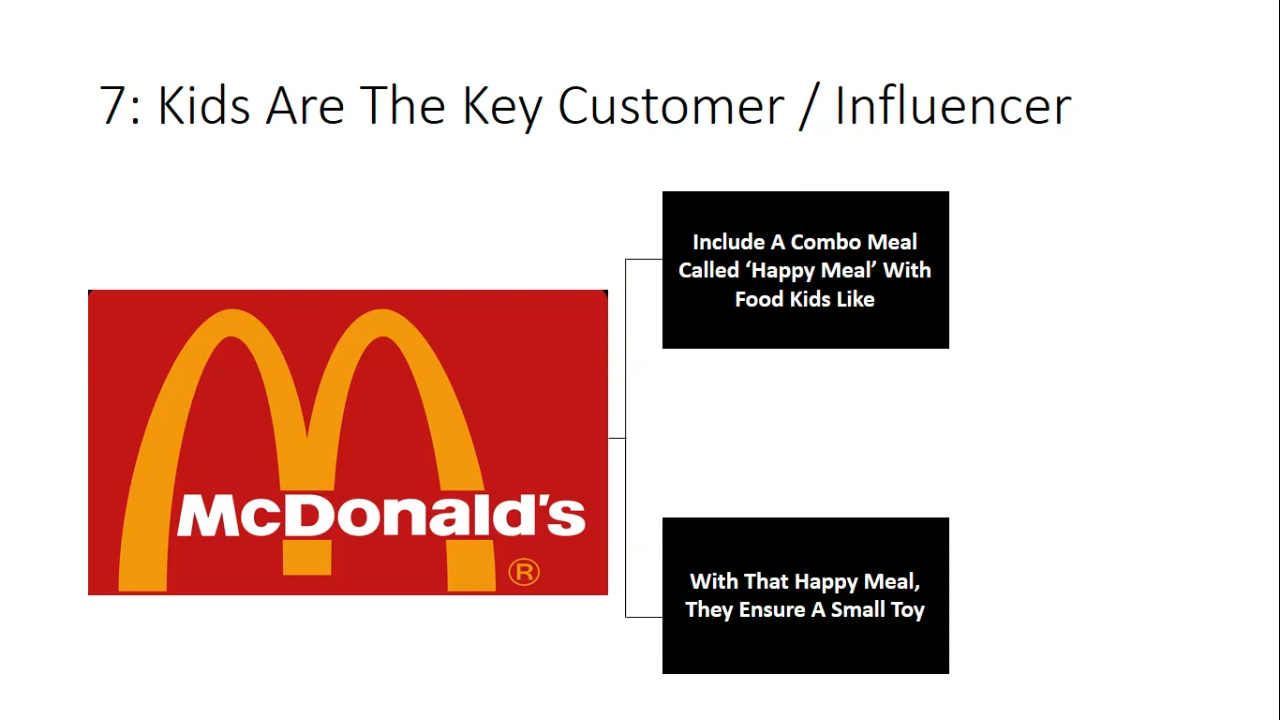 7: Kids Are The Key Customer / Influencer
Include A Combo Meal
Called ‘Happy Meal’ With
Food Kids Like
McDonald's
®
With That Happy Meal,
They Ensure A Small Toy